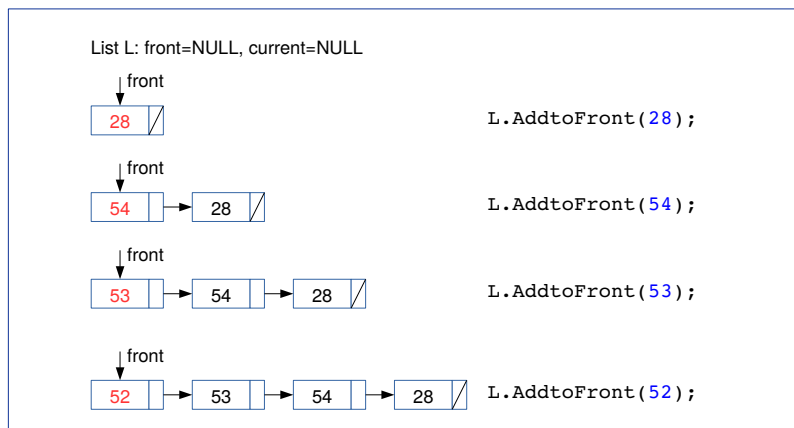 List L: front=NULL, current=NULL
front
28 L.AddtoFront(28);
front
54 28 L.AddtoFront(54);
front
53 54 28 L.AddtoFront(53);
front
52 53 54 28 L.AddtoFront(52);